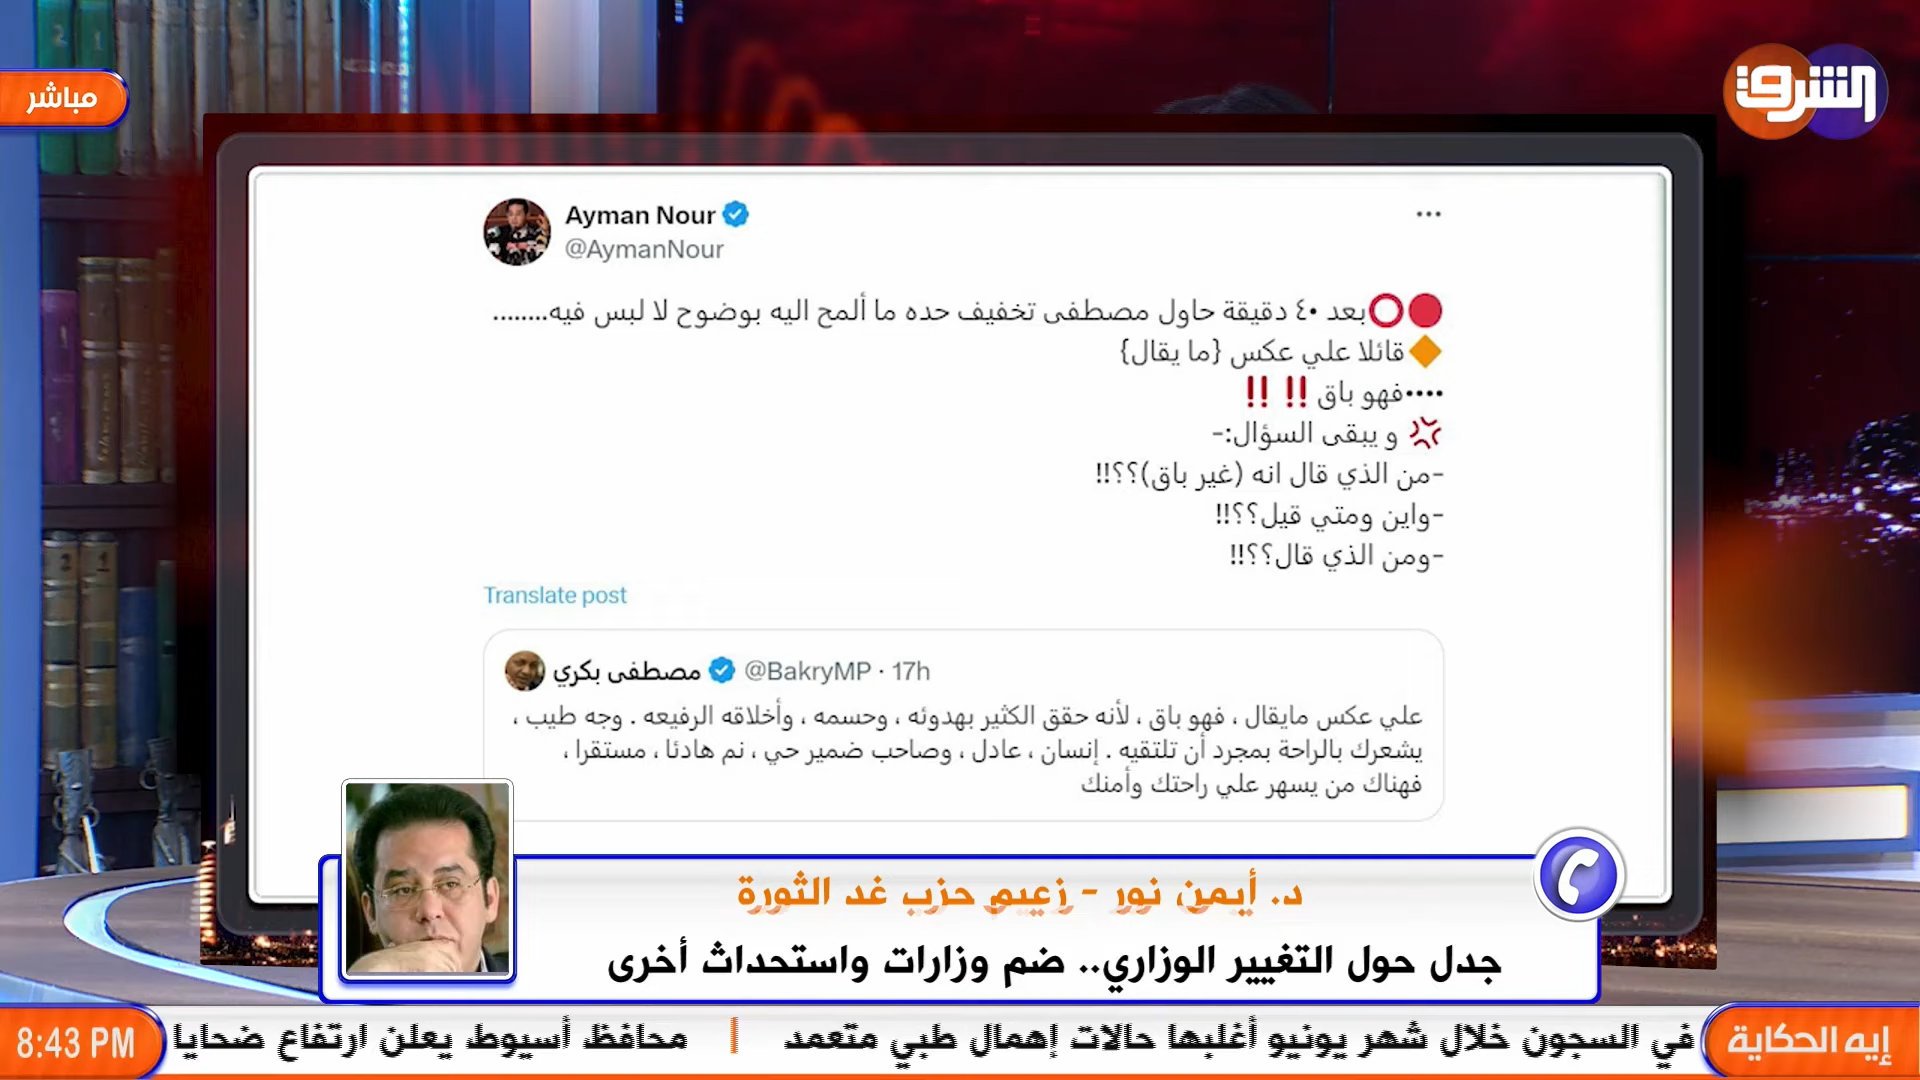 مباشر
الشرق
Ayman Nour
@AymanNour
بعد ٤٠ دقيقة حاول مصطفى تخفيف حده ما ألمح اليه بوضوح لا لبس فيه........
قائلا علي عكس {ما يقال}
••••فهو باق ‼️ ‼️
و يبقى السؤال:-
-من الذي قال انه (غير باق)؟؟!!
-واين ومتي قيل؟؟!!
-ومن الذي قال؟؟!!
Translate post
مصطفى بكري @BakryMP · 17h
علي عكس مايقال ، فهو باق ، لأنه حقق الكثير بهدوئه ، وحسمه ، وأخلاقه الرفيعه . وجه طيب ،
يشعرك بالراحة بمجرد أن تلتقيه . إنسان ، عادل ، وصاحب ضمير حي ، نم هادئا ، مستقرا ،
فهناك من يسهر علي راحتك وأمنك
د. أيمن نور - زعيم حزب غد الثورة
جدل حول التغيير الوزاري.. ضم وزارات واستحداث أخرى
إيه الحكاية
في السجون خلال شهر يونيو أغلبها حالات إهمال طبي متعمد | محافظ أسيوط يعلن ارتفاع ضحايا
8:43 PM